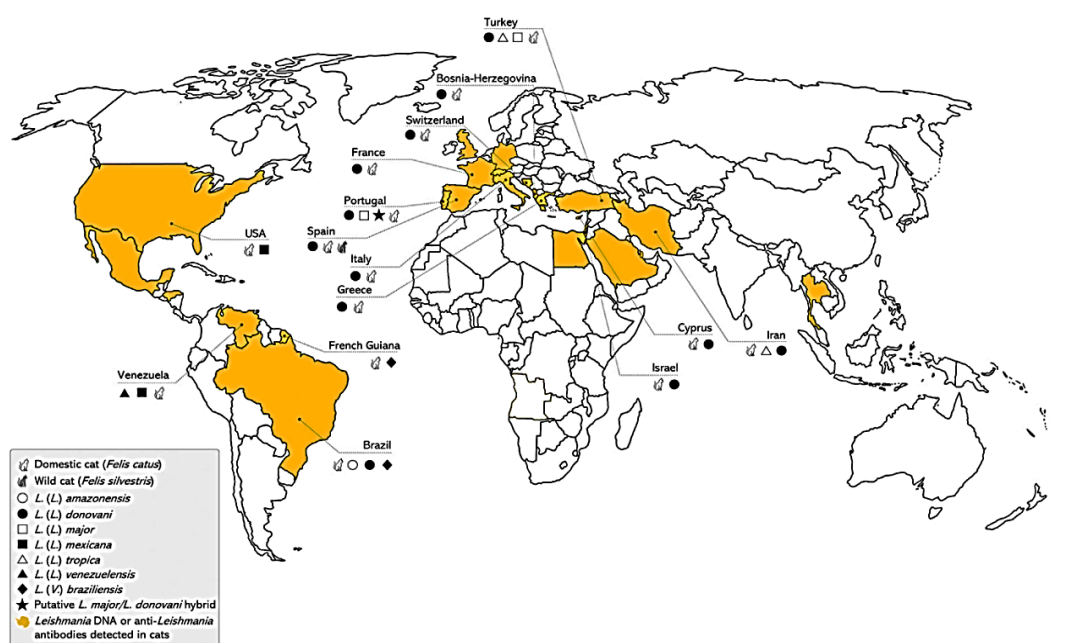 Turkey
Bosnia-Herzegovina
Switzerland
France
Portugal
Spain
Italy
Greece
USA
Cyprus
Iran
Israel
French Guiana
Venezuela
Brazil
Domestic cat (Felis catus)
Wild cat (Felis silvestris)
L. (L) amazonensis
L. (L) donovani
L. (L) major
L. (L) mexicana
L. (L) tropica
L. (L) venezuelensis
L. (V.) braziliensis
Putative L. major/L. donovani hybrid
Leishmania DNA or anti-Leishmania
antibodies detected in cats